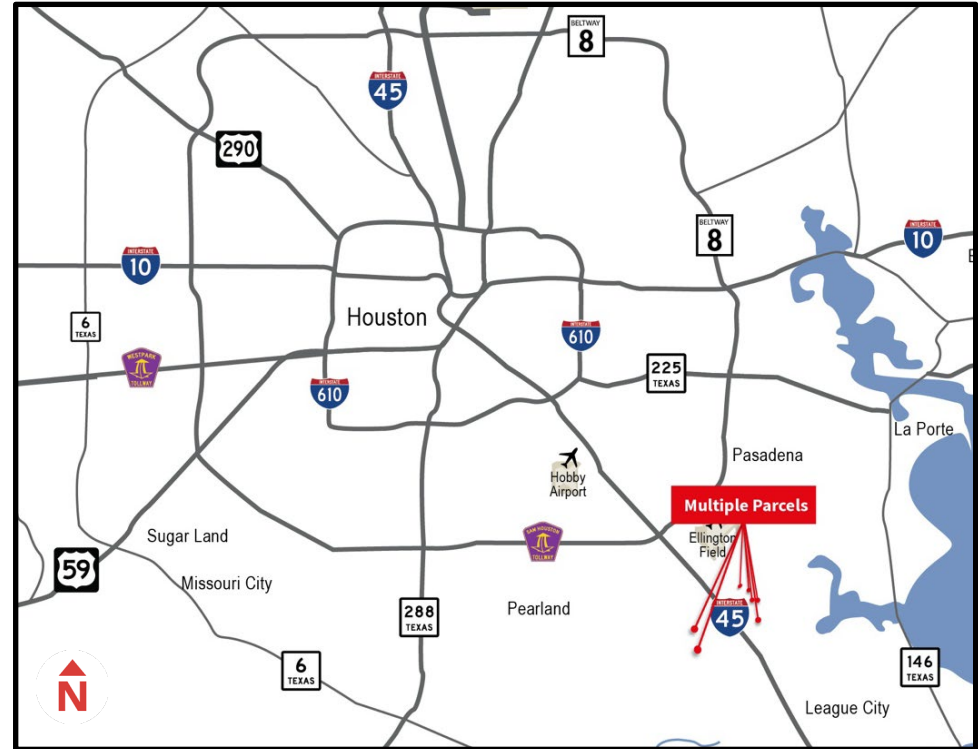 BELTWAY
8
INTERSTATE
45
290
BELTWAY
8
INTERSTATE
10
INTERSTATE
10
6
TEXAS
Houston
INTERSTATE
610
WESTPARK
TOLLWAY
225
TEXAS
INTERSTATE
610
La Porte
Pasadena
Hobby
Airport
Multiple Parcels
SAM HOUSTON
TOLLWAY
Ellington
Field
Sugar Land
59
Missouri City
288
TEXAS
Pearland
INTERSTATE
45
6
TEXAS
146
TEXAS
N
League City